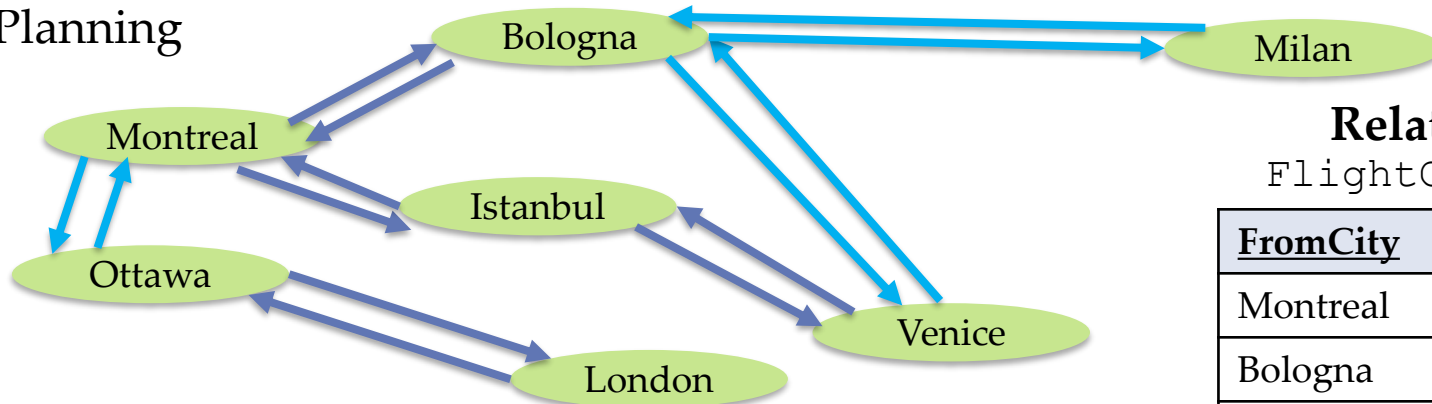 Planning
Bologna
Milan
Montreal
Istanbul
Ottawa
Venice
London
FromCity
Montreal
Bologna